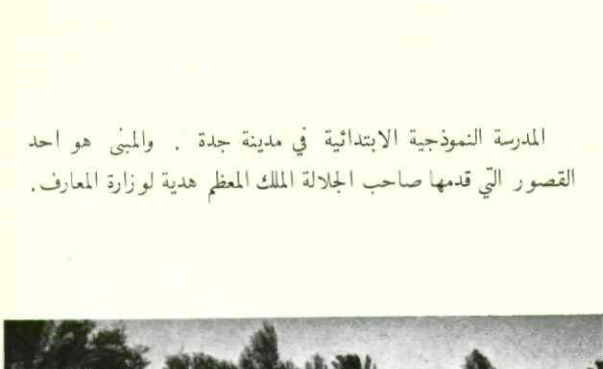 المدرسة النموذجية الابتدائية في مدينة جدة . والمبنى هو احد
القصور التي قدمها صاحب الجلالة الملك المعظم هدية لوزارة المعارف .